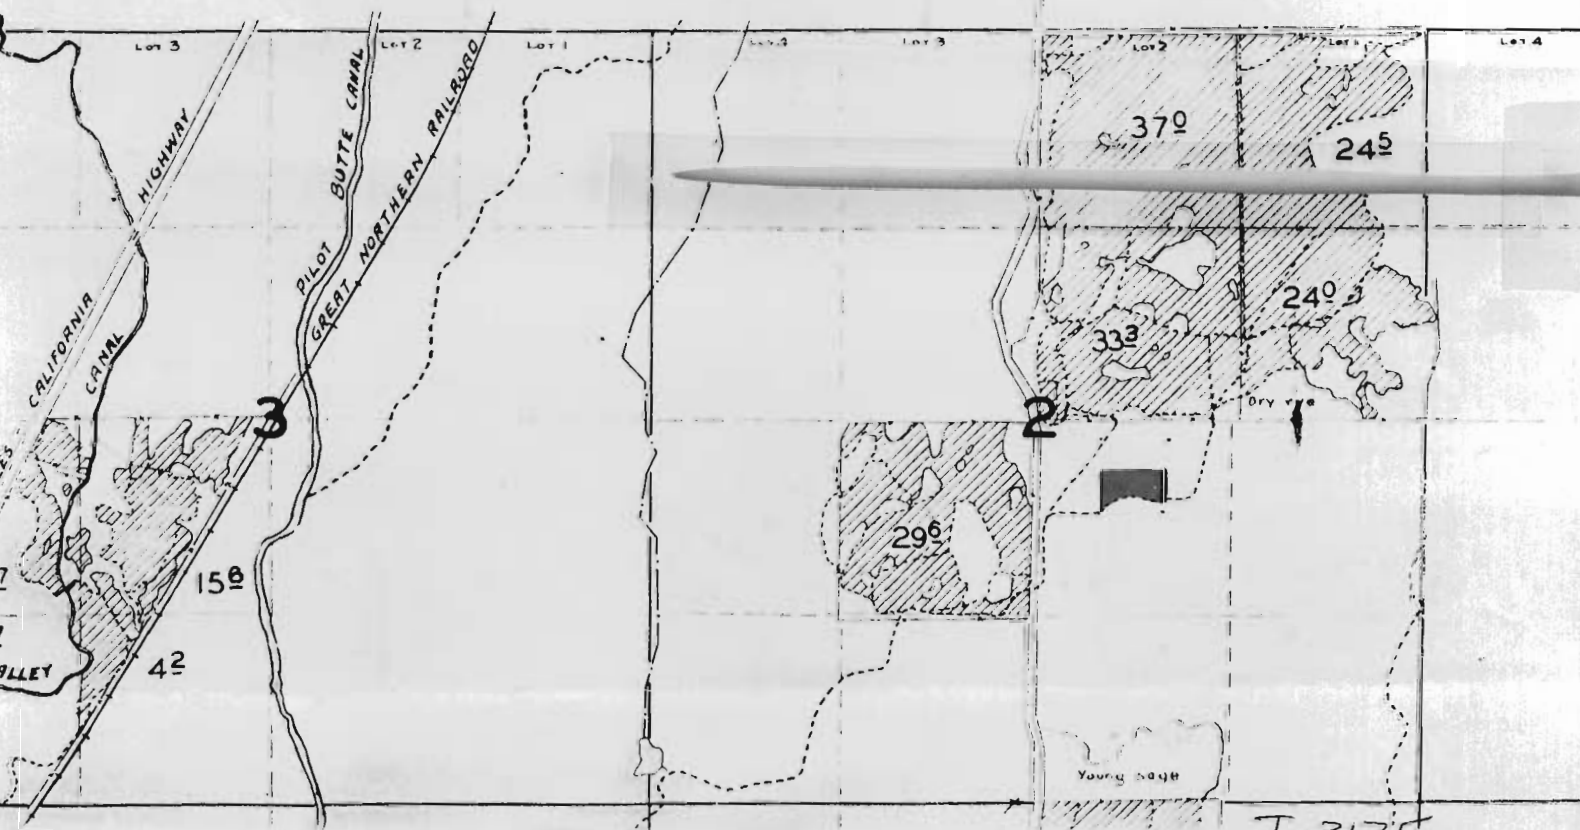 LOT 3
LOT 2
LOT 1
LOT 3
LOT 2
LOT 4
37 0
24 5
HIGHWAY
BUTTE CANAL
PILOT
GREAT NORTHERN RAILROAD
CALIFORNIA
CANAL
24 0
33 3
Dry rye
3
2
29 6
15 8
4 2
Young sage